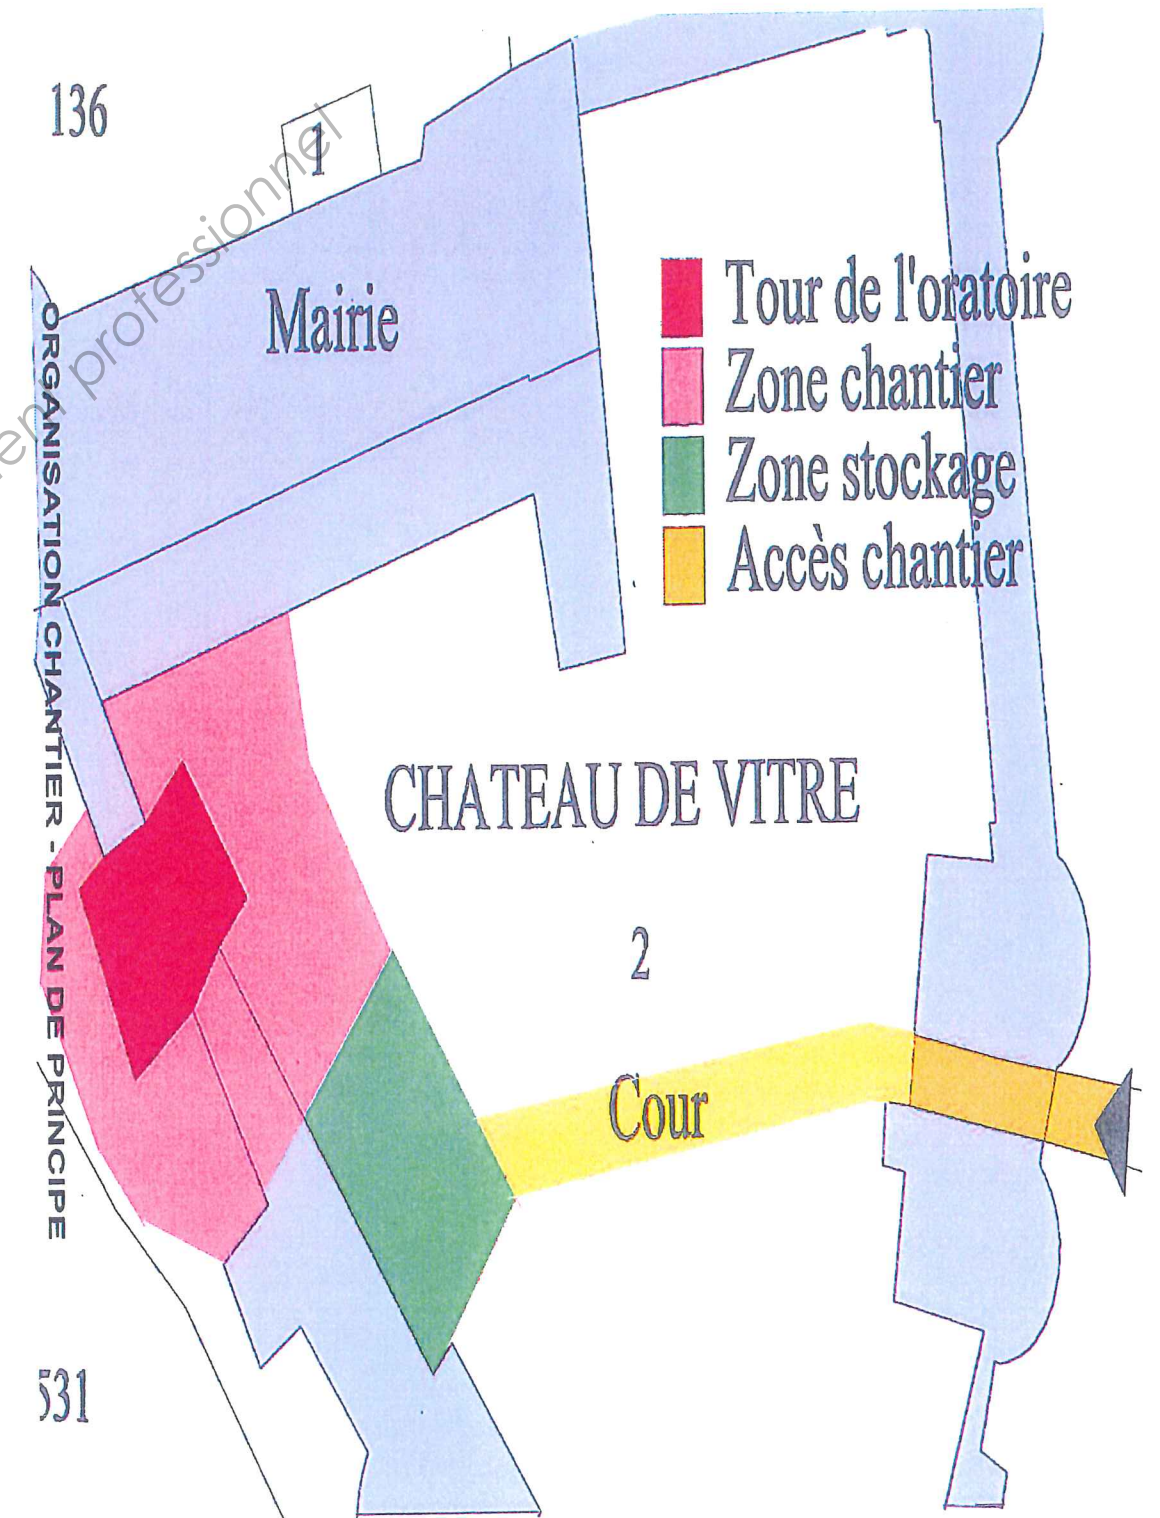 136
1
professionnel
Mairie
Tour de l'oratoire
Zone chantier
Zone stockage
Accès chantier
ORGANISATION CHANTIER - PLAN DE PRINCIPE
CHATEAU DE VITRE
2
Cour
531